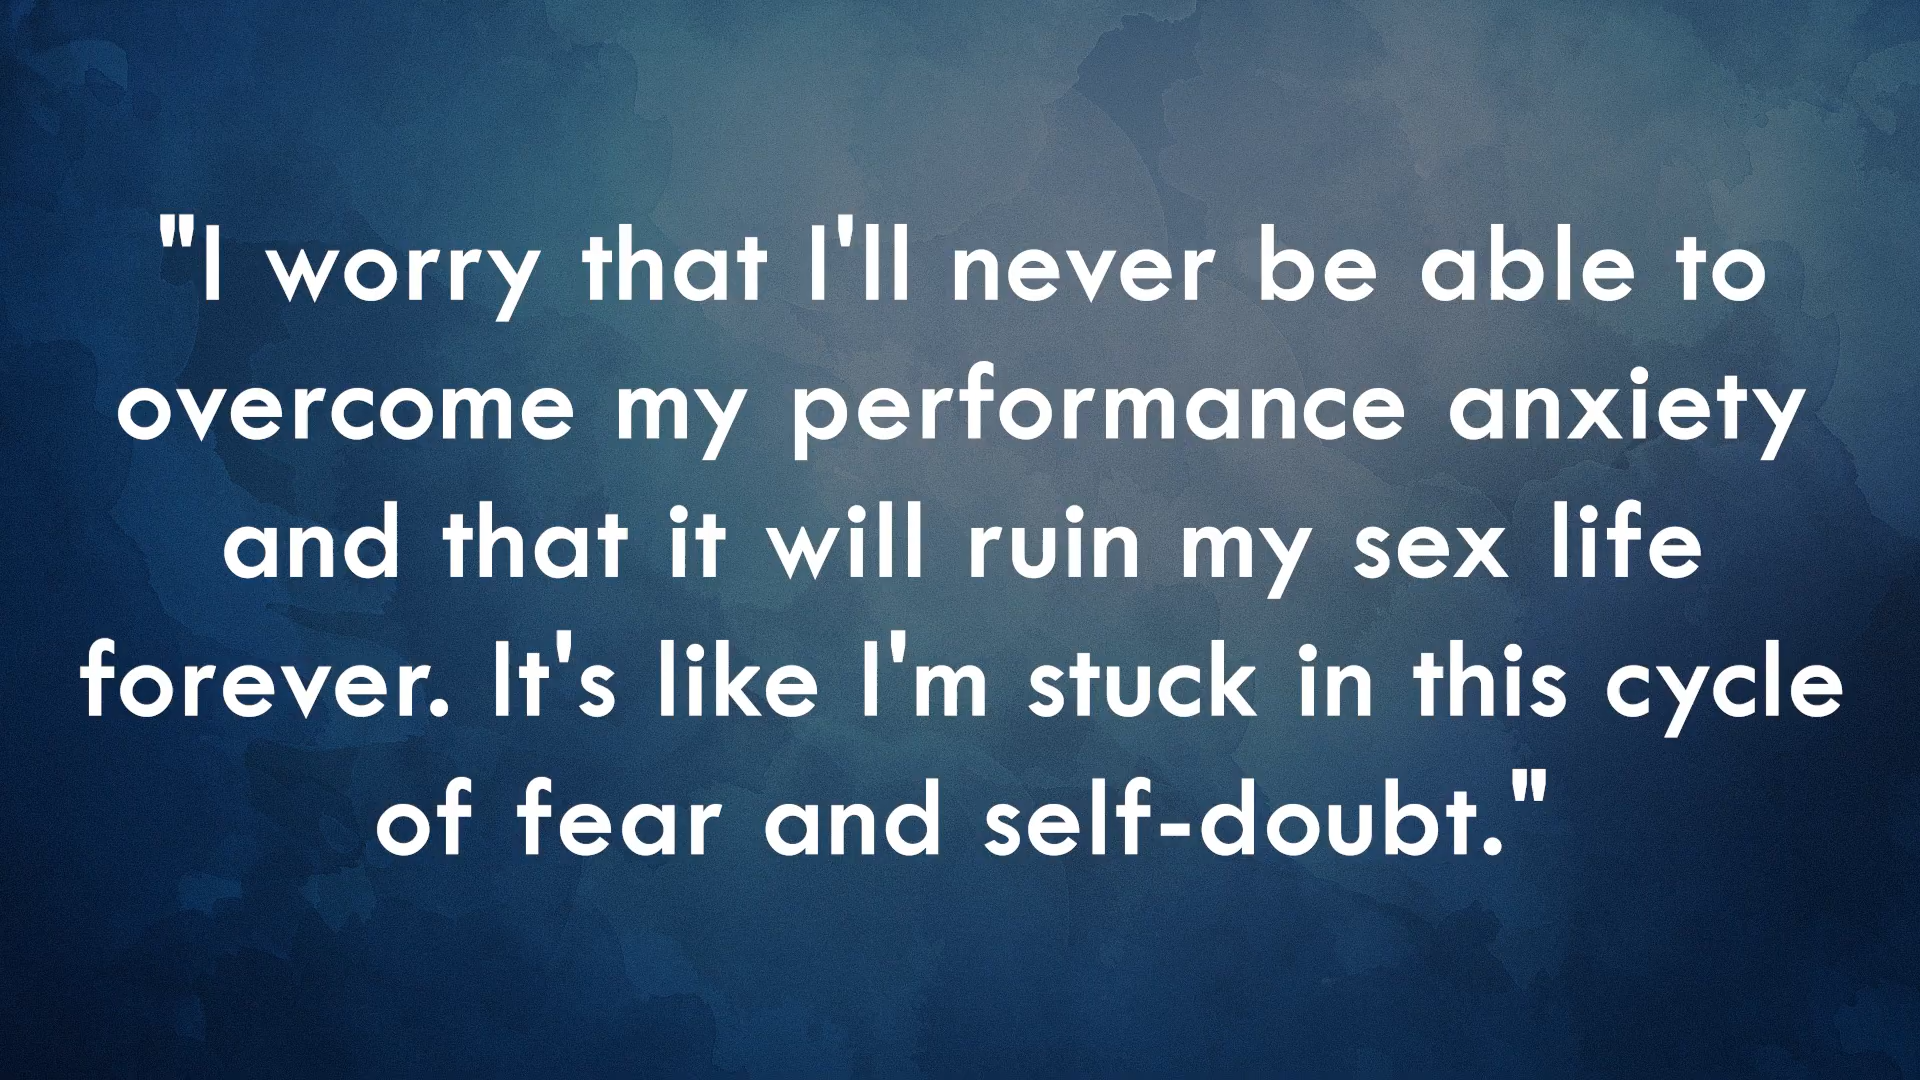 "I worry that I'll never be able to
overcome my performance anxiety
and that it will ruin my sex life
forever. It's like I'm stuck in this cycle
of fear and self-doubt."